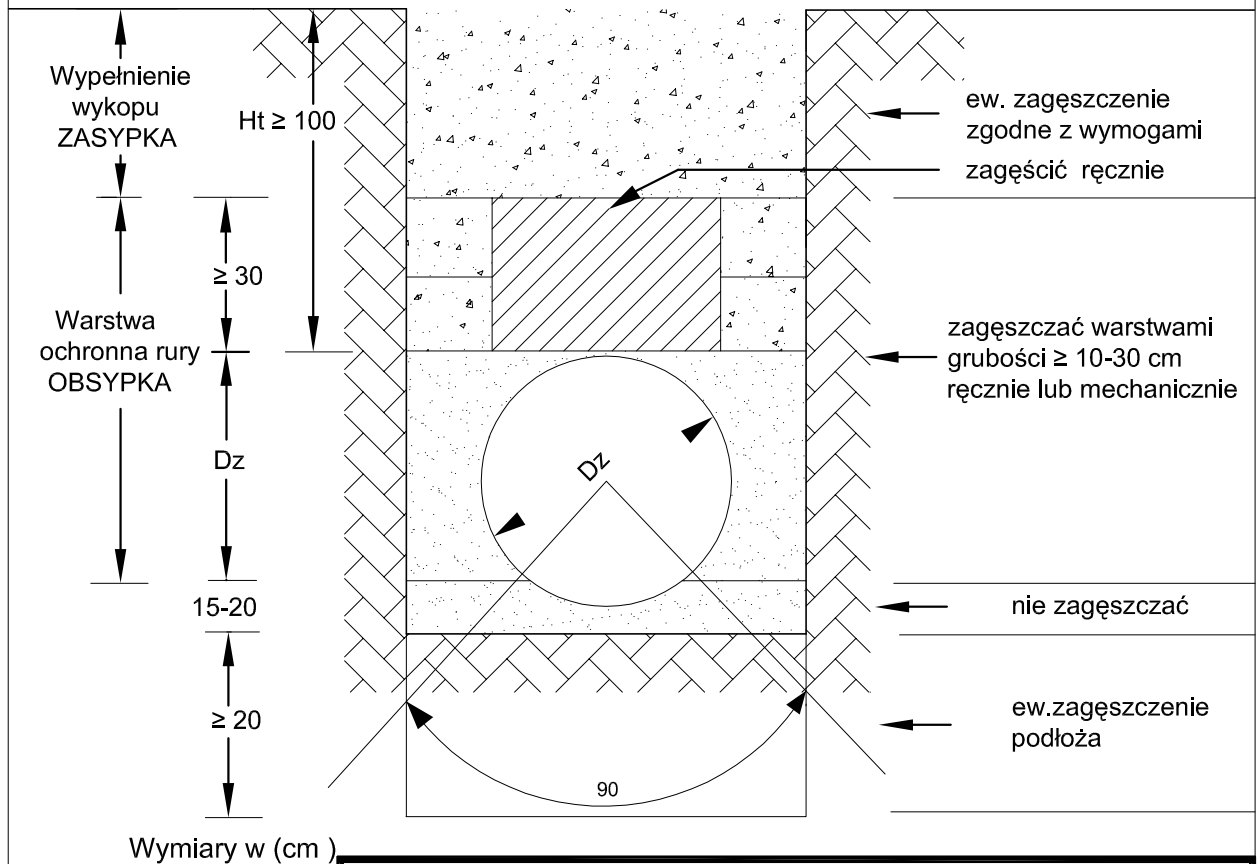 Wypełnienie
wykopu
ZASYPKA
Ht ≥ 100
ew. zagęszczenie
zgodne z wymogami
zagęścić ręcznie
≥ 30
Warstwa
ochronna rury
OBSYPKA
zagęszczać warstwami
grubości ≥ 10-30 cm
ręcznie lub mechanicznie
Dz
Dz
15-20
nie zagęszczać
≥ 20
ew.zagęszczenie
podłoża
90
Wymiary w (cm )